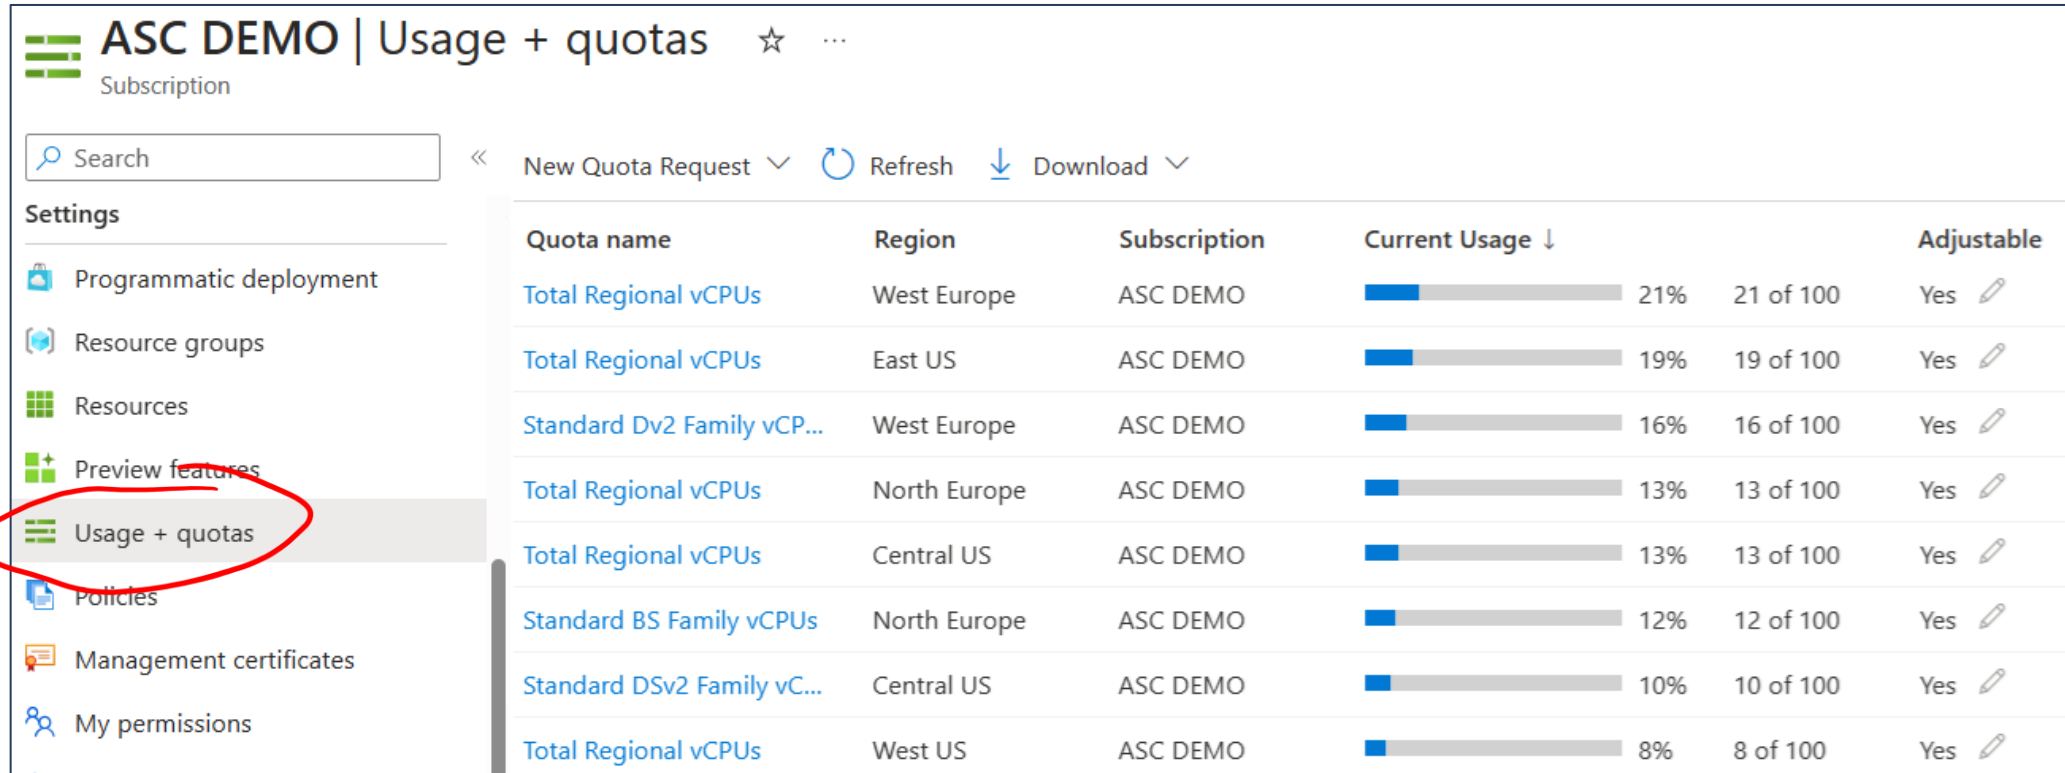 ASC DEMO | Usage + quotas ☆ ...
Subscription
Search
«
New Quota Request Refresh Download
Settings
Programmatic deployment
Resource groups
Resources
Preview features
Usage + quotas
Policies
Management certificates
My permissions
Quota name Region Subscription Current Usage ↓ Adjustable
Total Regional vCPUs West Europe ASC DEMO 21% 21 of 100 Yes
Total Regional vCPUs East US ASC DEMO 19% 19 of 100 Yes
Standard Dv2 Family vCP... West Europe ASC DEMO 16% 16 of 100 Yes
Total Regional vCPUs North Europe ASC DEMO 13% 13 of 100 Yes
Total Regional vCPUs Central US ASC DEMO 13% 13 of 100 Yes
Standard BS Family vCPUs North Europe ASC DEMO 12% 12 of 100 Yes
Standard DSv2 Family vC... Central US ASC DEMO 10% 10 of 100 Yes
Total Regional vCPUs West US ASC DEMO 8% 8 of 100 Yes